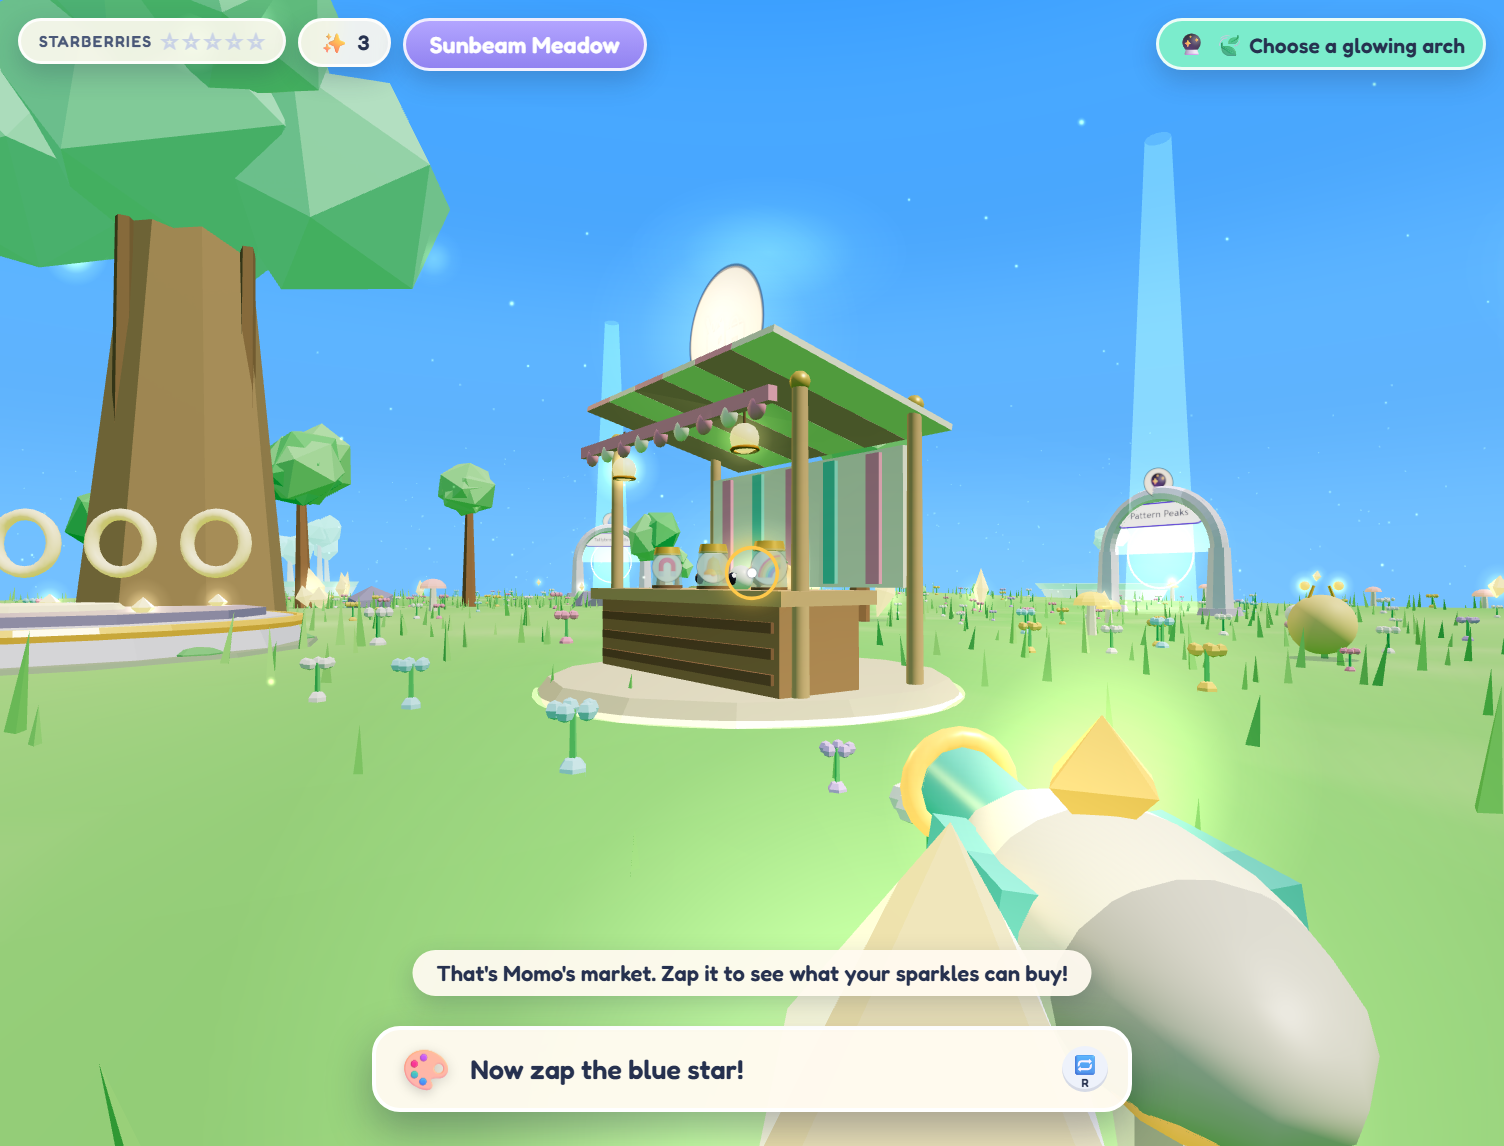 STARBERRIES
3
Sunbeam Meadow
Choose a glowing arch
Pattern Peaks
That's Momo's market. Zap it to see what your sparkles can buy!
Now zap the blue star!
R